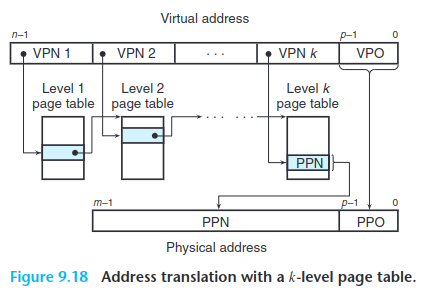 Virtual address
n–1 p–1 0
VPN 1 VPN 2 . . . VPN k VPO
Level 1 Level 2 Level k
page table page table page table
. . . . . .
PPN
m–1 p–1 0
PPN PPO
Physical address
Figure 9.18 Address translation with a k-level page table.